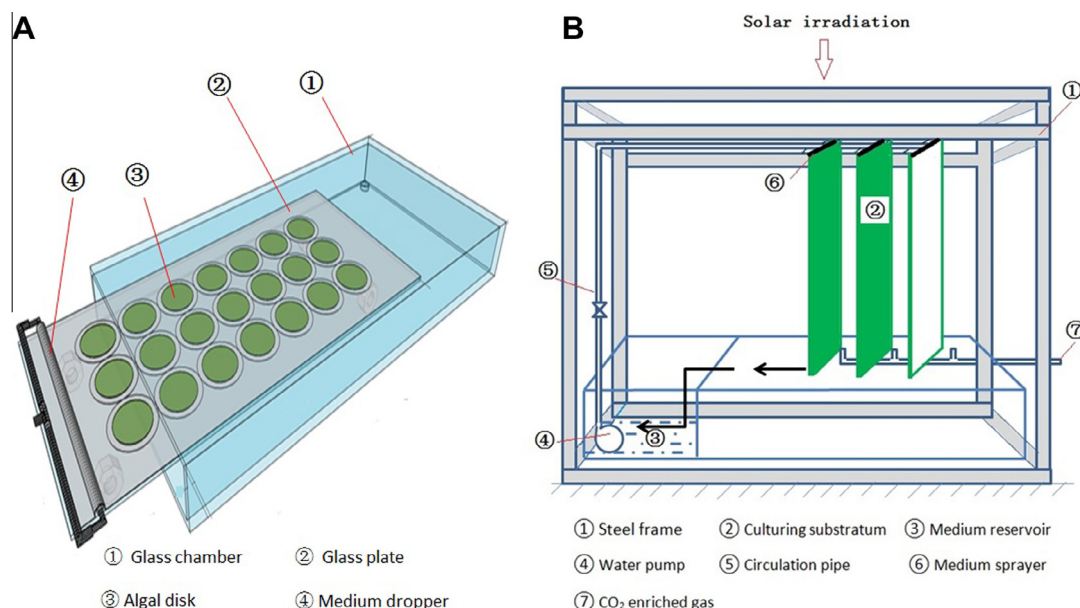 A
B
Solar irradiation
②
①
④
③
①
⑥
②
⑤
⑦
④
③
① Glass chamber ② Glass plate
③ Algal disk ④ Medium dropper
① Steel frame ② Culturing substratum ③ Medium reservoir
④ Water pump ⑤ Circulation pipe ⑥ Medium sprayer
⑦ CO₂ enriched gas